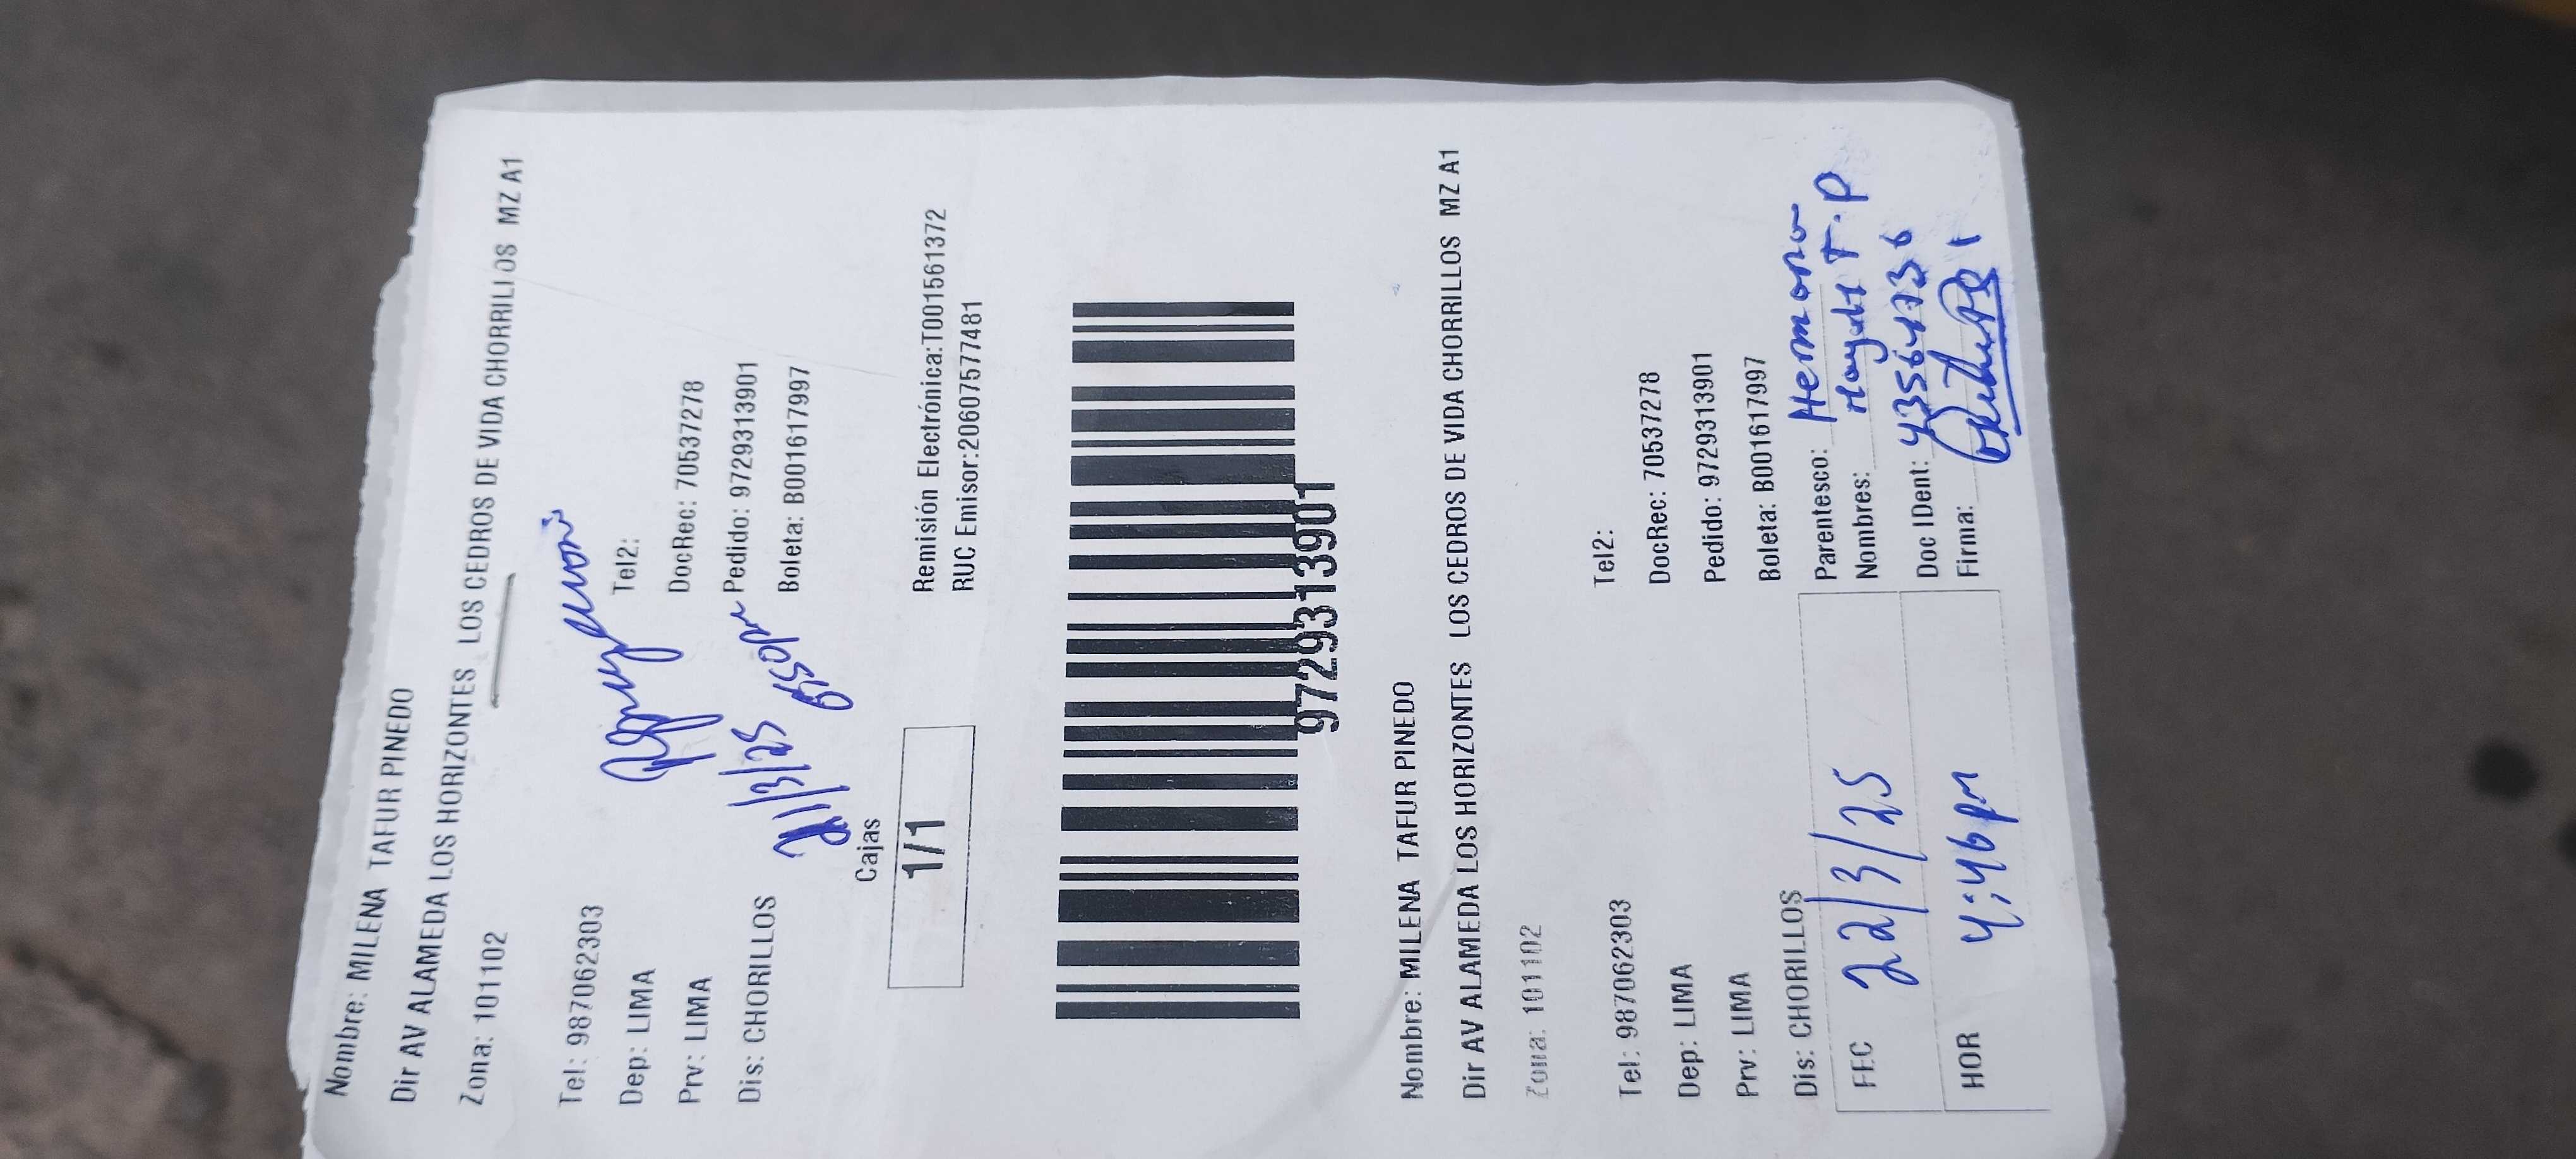 Nombre: MILENA TAFUR PINEDO
Dir AV ALAMEDA LOS HORIZONTES LOS CEDROS DE VIDA CHORRILLOS MZ A1
Zona: 101102
Tel: 987062303 Tel2:
Dep: LIMA DocRec: 70537278
Prv: LIMA Pedido: 9729313901
Dis: CHORILLOS Boleta: B001617997
21/3/25
Cajas
1/1
Remisión Electrónica:T001561372
RUC Emisor:20607577481
9729313901
Nombre: MILENA TAFUR PINEDO
Dir AV ALAMEDA LOS HORIZONTES LOS CEDROS DE VIDA CHORRILLOS MZ A1
Zona: 101102
Tel: 987062303 Tel2:
Dep: LIMA DocRec: 70537278
Prv: LIMA Pedido: 9729313901
Dis: CHORILLOS Boleta: B001617997
FEC 22/3/25 Parentesco: Hermano
Nombres: T.P
HOR 4:46pm Doc IDent: 43564736
Firma: